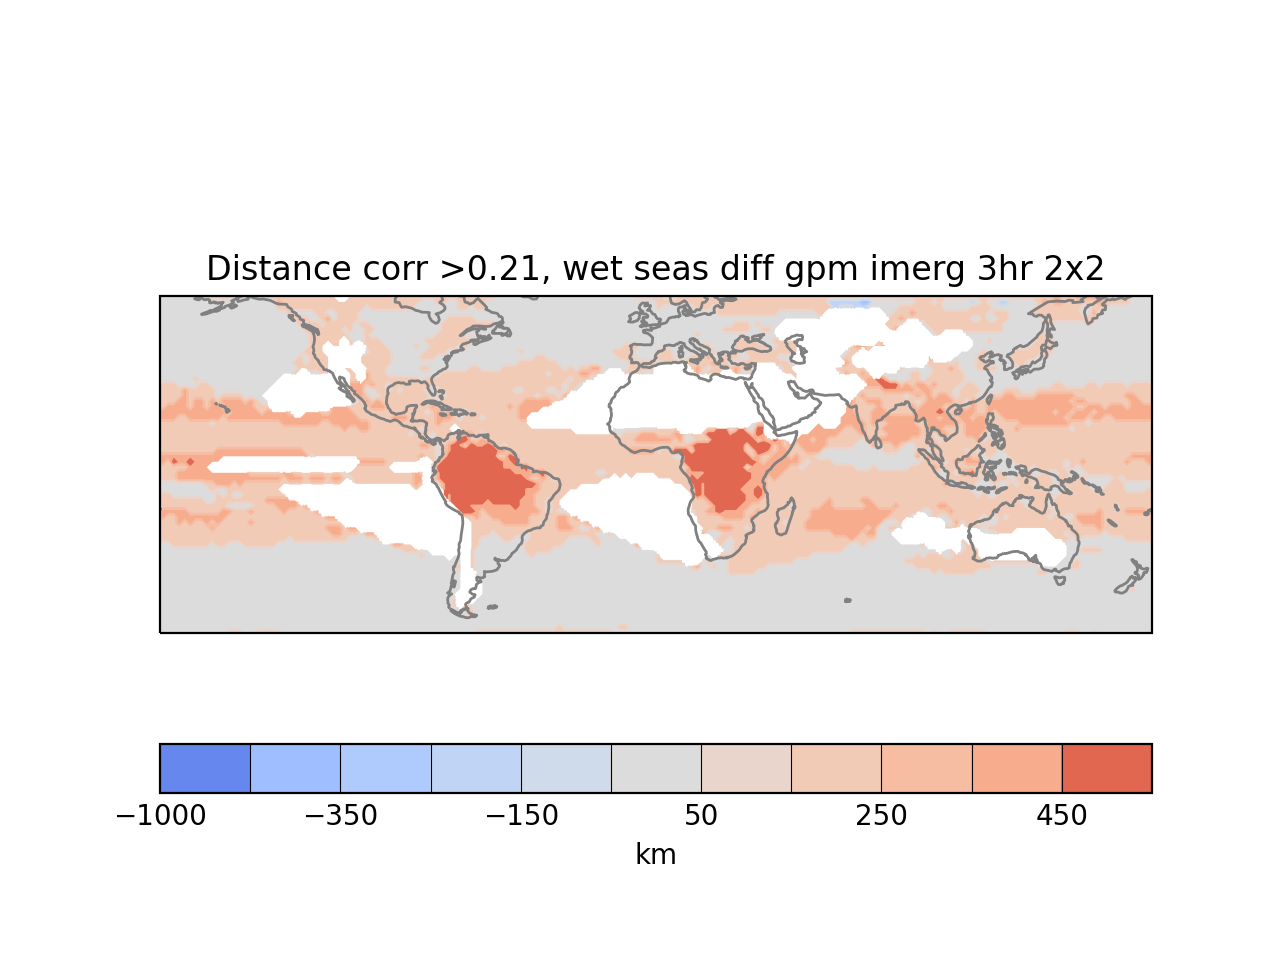 Distance corr >0.21, wet seas diff gpm imerg 3hr 2x2
−1000 −350 −150 50 250 450
km